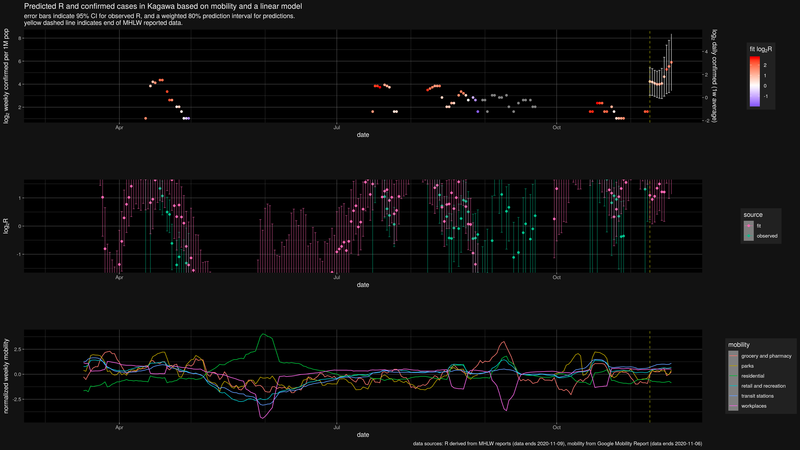 Predicted R and confirmed cases in Kagawa based on mobility and a linear model
error bars indicate 95% CI for observed R, and a weighted 80% prediction interval for predictions.
yellow dashed line indicates end of MHLW reported data.
log₂ weekly confirmed per 1M pop
8
6
4
2
4
2
0
-2
log₂ daily confirmed (1w average)
Apr
Jul
Oct
date
fit log₂R
2
1
0
-1
log₂R
1
0
-1
Apr
Jul
Oct
date
source
fit
observed
normalised weekly mobility
2.5
0.0
-2.5
Apr
Jul
Oct
date
mobility
grocery and pharmacy
parks
residential
retail and recreation
transit stations
workplaces
data sources: R derived from MHLW reports (data ends 2020-11-09), mobility from Google Mobility Report (data ends 2020-11-06)